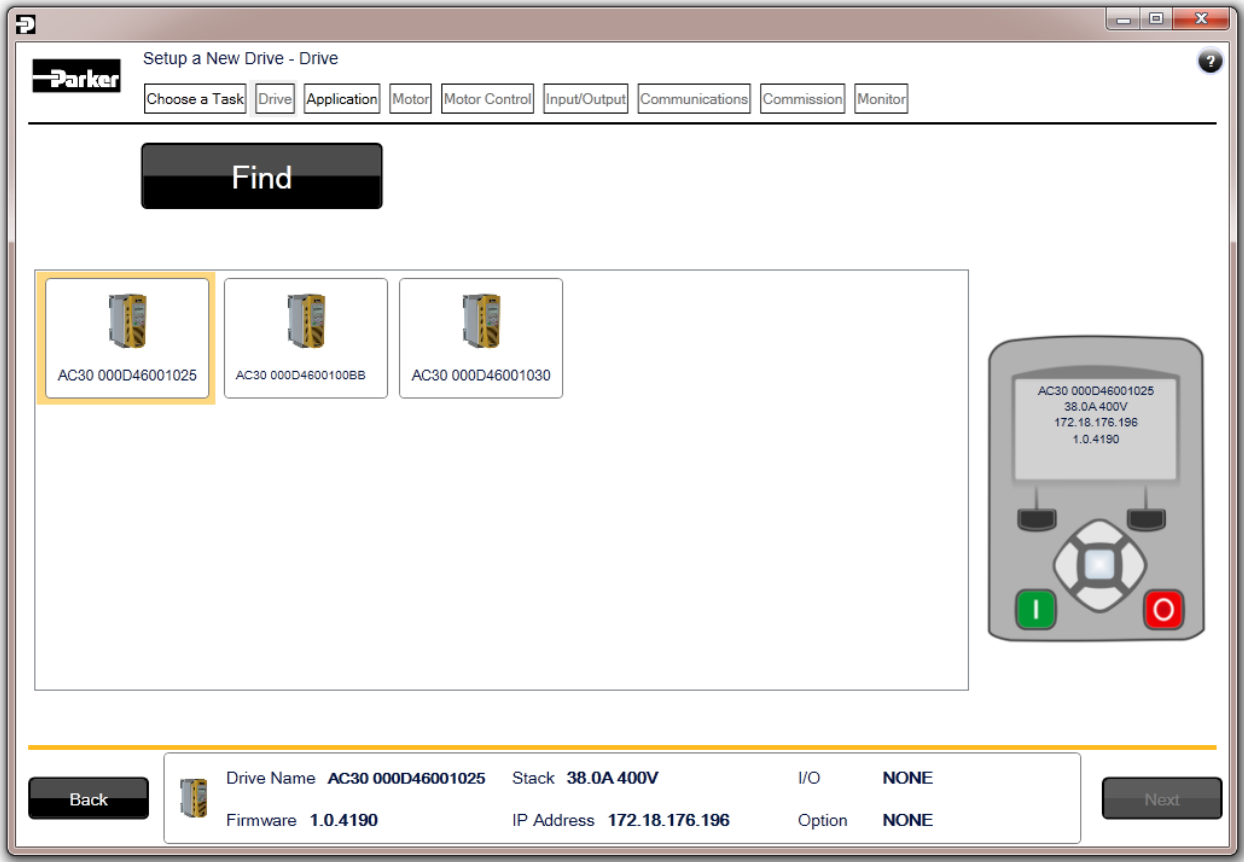 Setup a New Drive - Drive
?
Parker
Choose a Task Drive Application Motor Motor Control Input/Output Communications Commission Monitor
Find
AC30 000D46001025 AC30 000D4600100BB AC30 000D46001030
AC30 000D46001025
38.0A 400V
172.18.176.196
1.0.4190
I O
Drive Name AC30 000D46001025 Stack 38.0A 400V I/O NONE
Back Next
Firmware 1.0.4190 IP Address 172.18.176.196 Option NONE